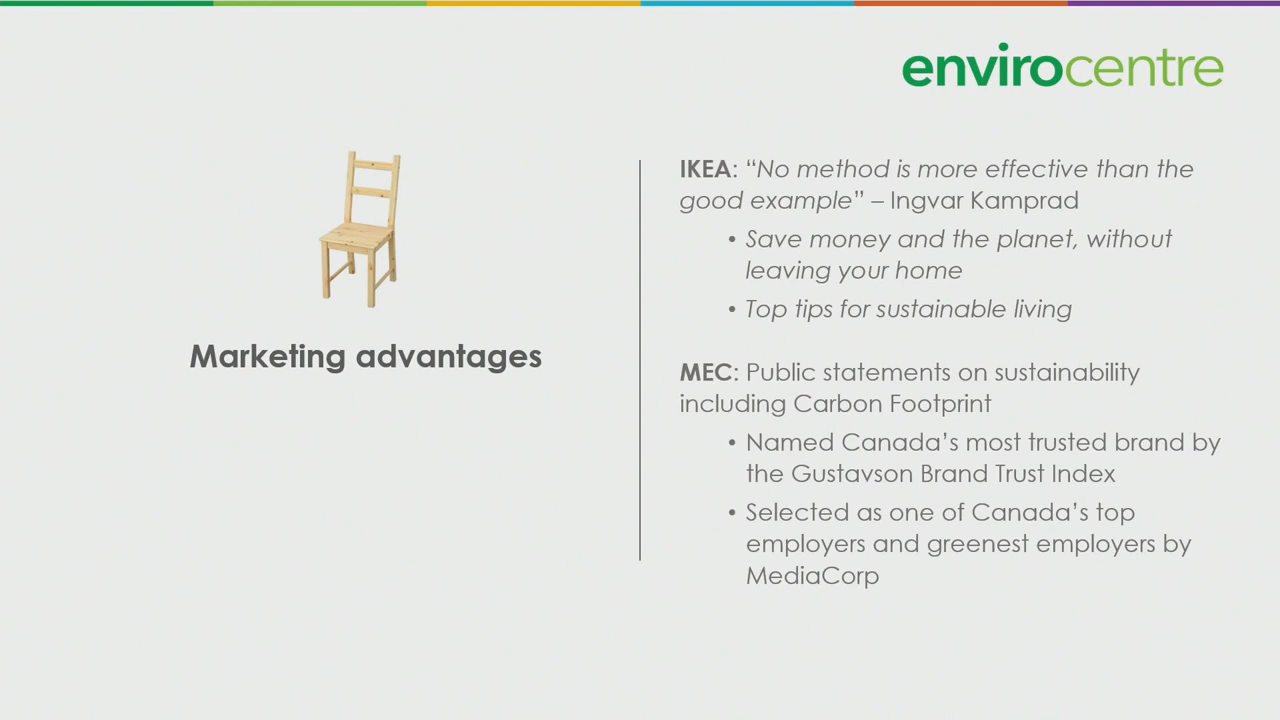 envirocentre
Marketing advantages
IKEA: “No method is more effective than the
good example” – Ingvar Kamprad
• Save money and the planet, without
leaving your home
• Top tips for sustainable living
MEC: Public statements on sustainability
including Carbon Footprint
• Named Canada’s most trusted brand by
the Gustavson Brand Trust Index
• Selected as one of Canada’s top
employers and greenest employers by
MediaCorp